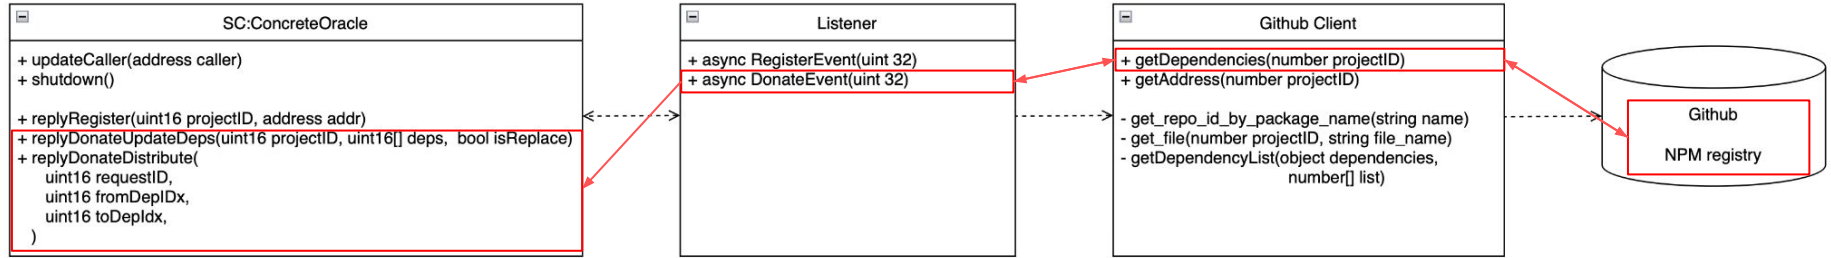 SC:ConcreteOracle
+ updateCaller(address caller)
+ shutdown()
+ replyRegister(uint16 projectID, address addr)
+ replyDonateUpdateDeps(uint16 projectID, uint16[] deps,  bool isReplace)
+ replyDonateDistribute(
uint16 requestID,
uint16 fromDepIDx,
uint16 toDepIdx,
)
Listener
+ async RegisterEvent(uint 32)
+ async DonateEvent(uint 32)
Github Client
+ getDependencies(number projectID)
+ getAddress(number projectID)
- get_repo_id_by_package_name(string name)
- get_file(number projectID, string file_name)
- getDependencyList(object dependencies,
number[] list)
Github
NPM registry